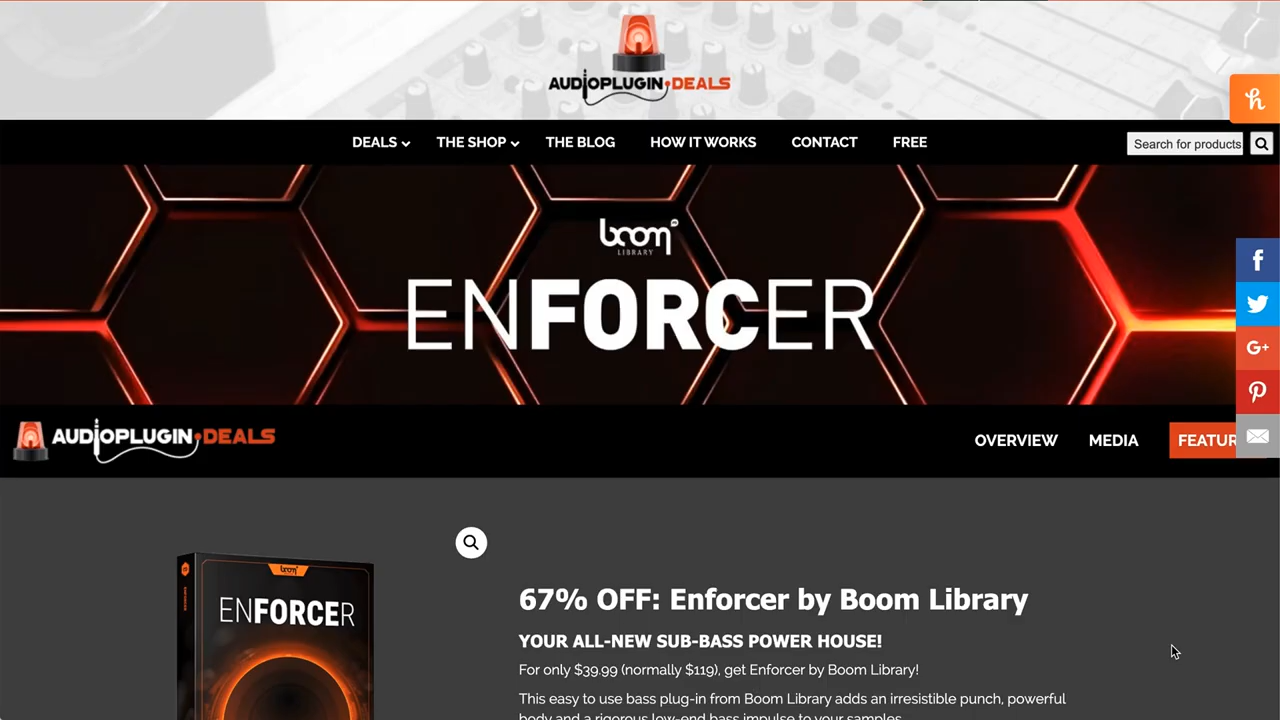 AUDIOPLUGIN•DEALS
DEALS
THE SHOP
THE BLOG
HOW IT WORKS
CONTACT
FREE
Search for products
boom
LIBRARY
ENFORCER
AUDIOPLUGIN•DEALS
OVERVIEW
MEDIA
FEATUR
G+
boom
ENFORCER
67% OFF: Enforcer by Boom Library
YOUR ALL-NEW SUB-BASS POWER HOUSE!
For only $39.99 (normally $119), get Enforcer by Boom Library!
This easy to use bass plug-in from Boom Library adds an irresistible punch, powerful
body and a rigorous low-end bass impulse to your samples.